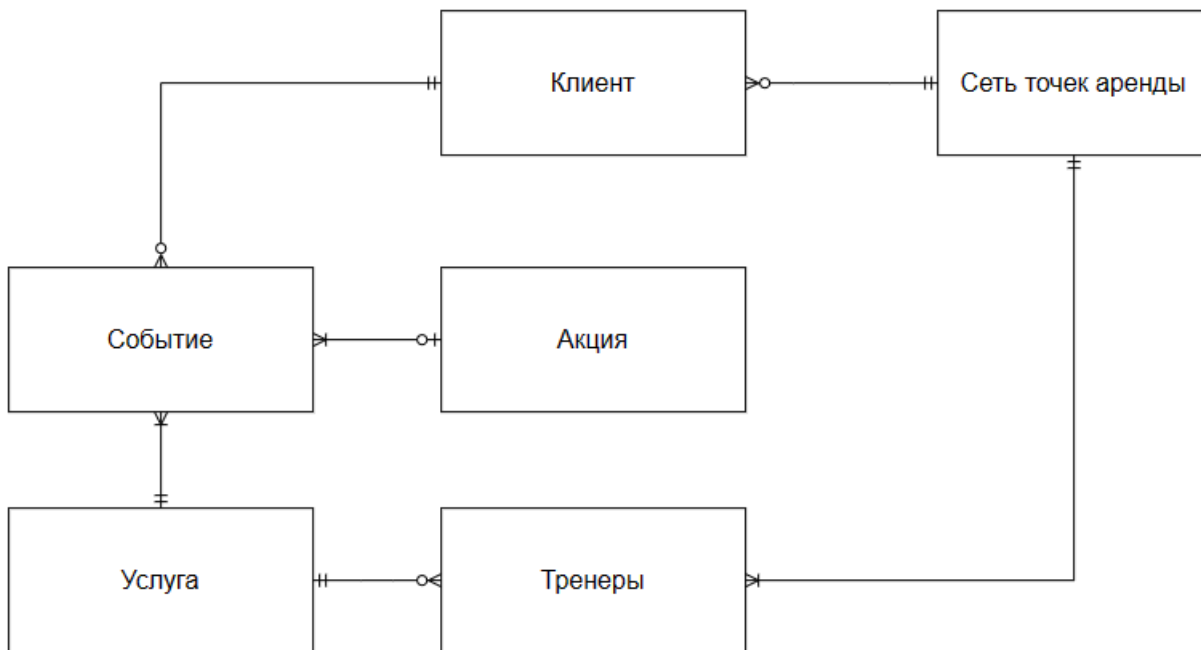 Клиент
Сеть точек аренды
Событие
Акция
Услуга
Тренеры